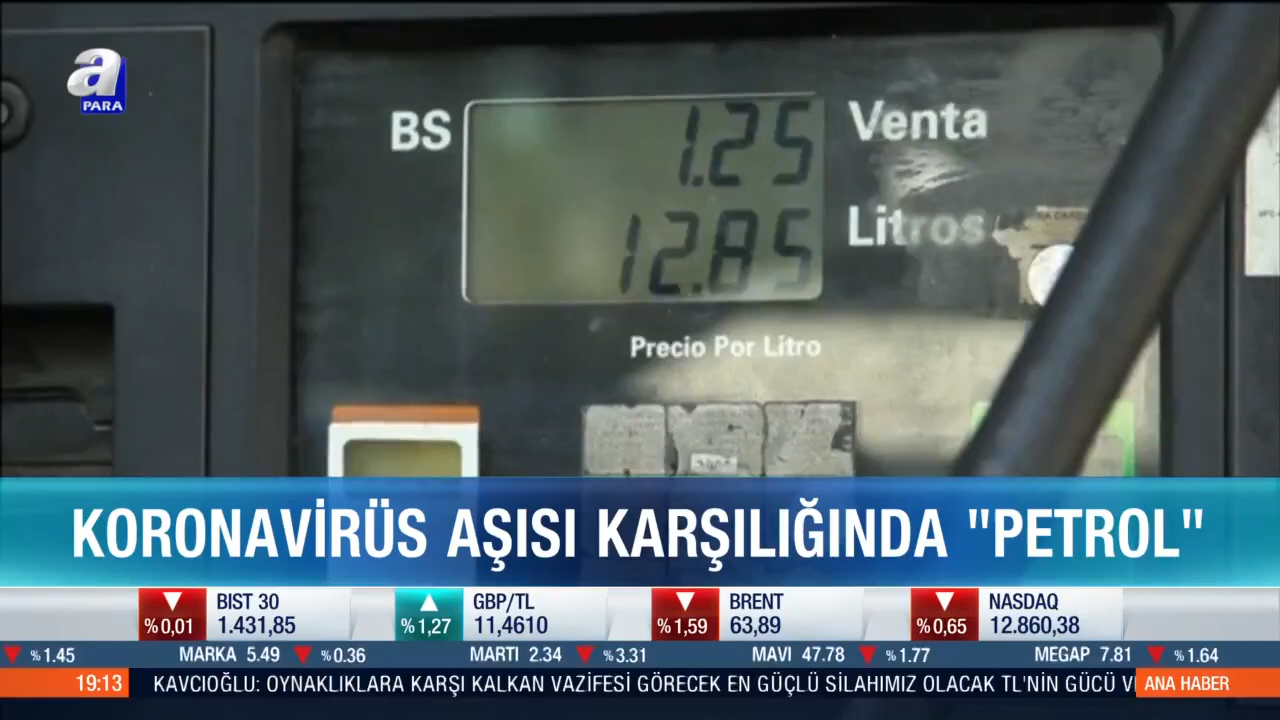 a
PARA
BS 1.25 Venta
12.85 Litros
Precio Por Litro
KORONAVİRÜS AŞISI KARŞILIĞINDA "PETROL"
%0,01 BIST 30 1.431,85
%1,27 GBP/TL 11,4610
%1,59 BRENT 63,89
%0,65 NASDAQ 12.860,38
%1.45 MARKA 5.49 %0.36 MARTI 2.34 %3.31 MAVI 47.78 %1.77 MEGAP 7.81 %1.64
19:13 KAVCIOĞLU: OYNAKLIKLARA KARŞI KALKAN VAZİFESİ GÖRECEK EN GÜÇLÜ SİLAHIMIZ OLACAK TL'NİN GÜCÜ ANA HABER